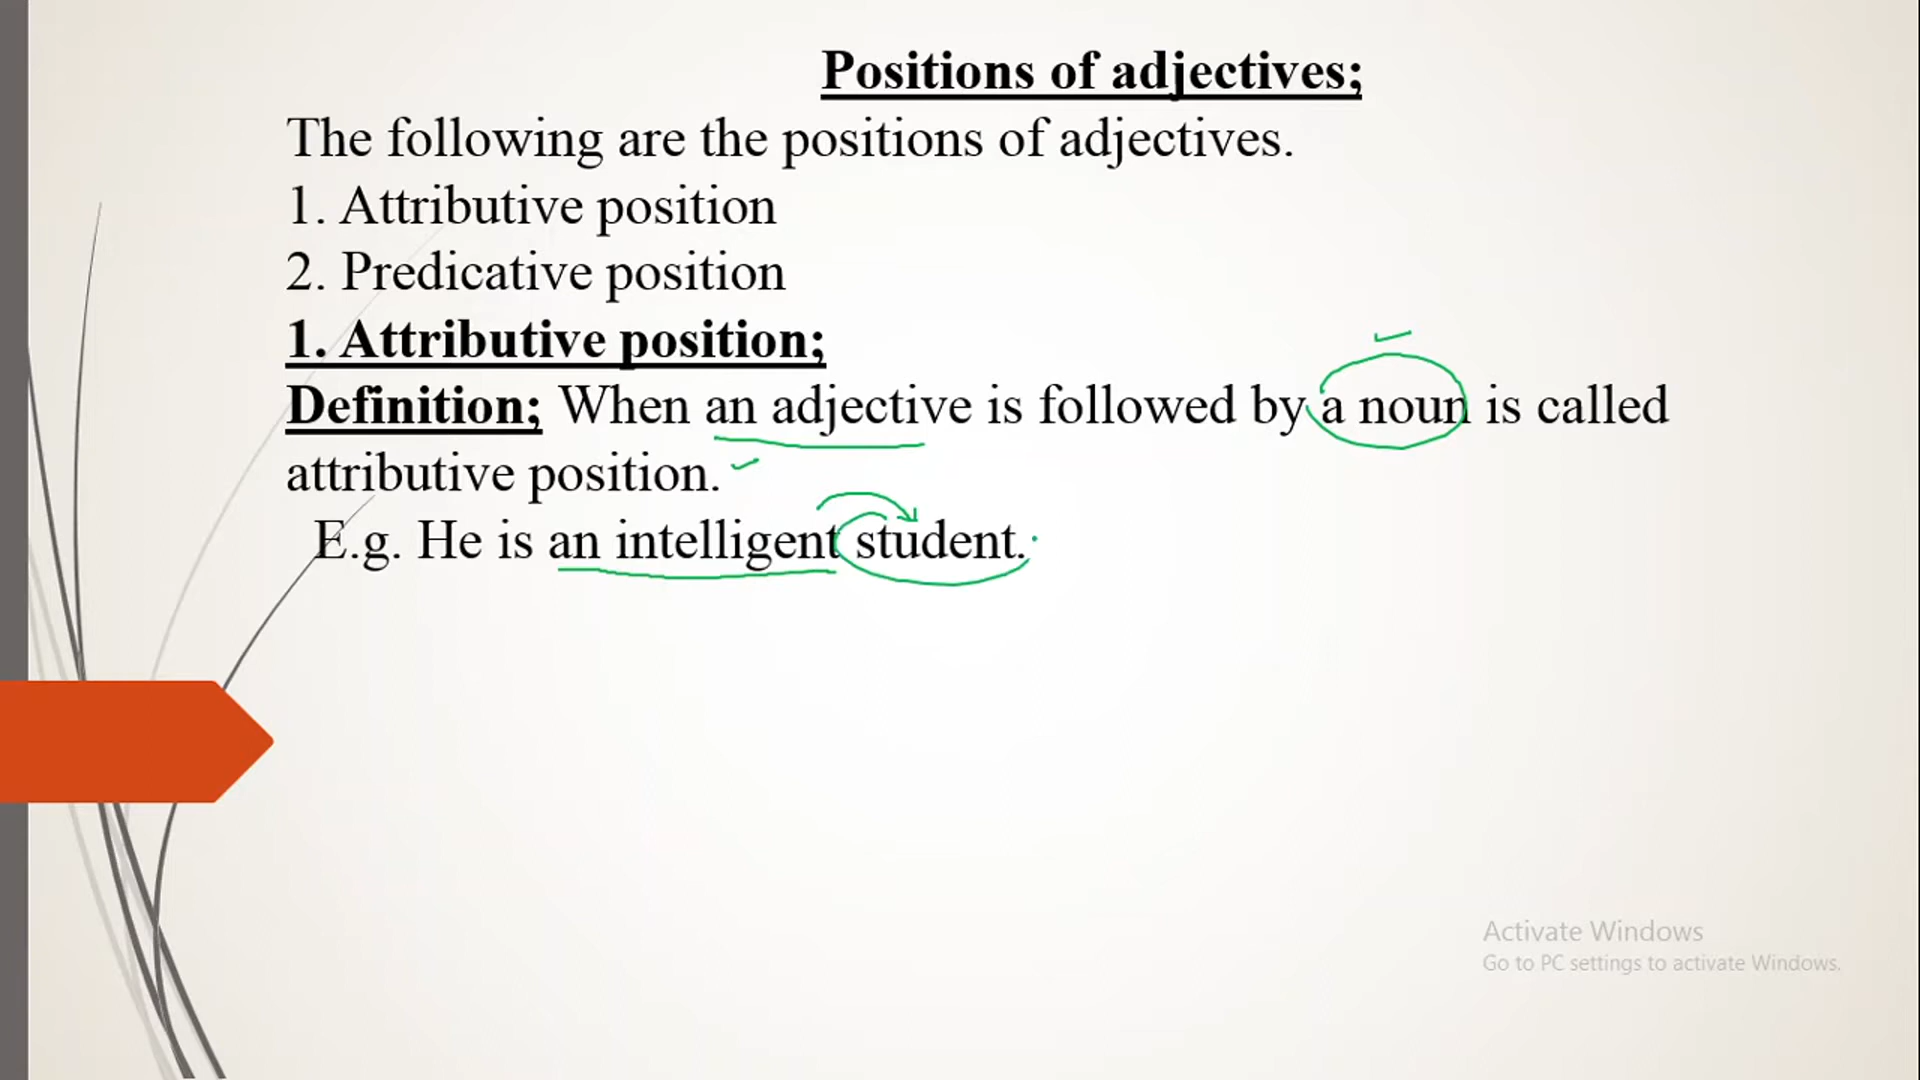 Positions of adjectives;
The following are the positions of adjectives.
1. Attributive position
2. Predicative position
1. Attributive position;
Definition; When an adjective is followed by a noun is called
attributive position.
E.g. He is an intelligent student.
Activate Windows
Go to PC settings to activate Windows.